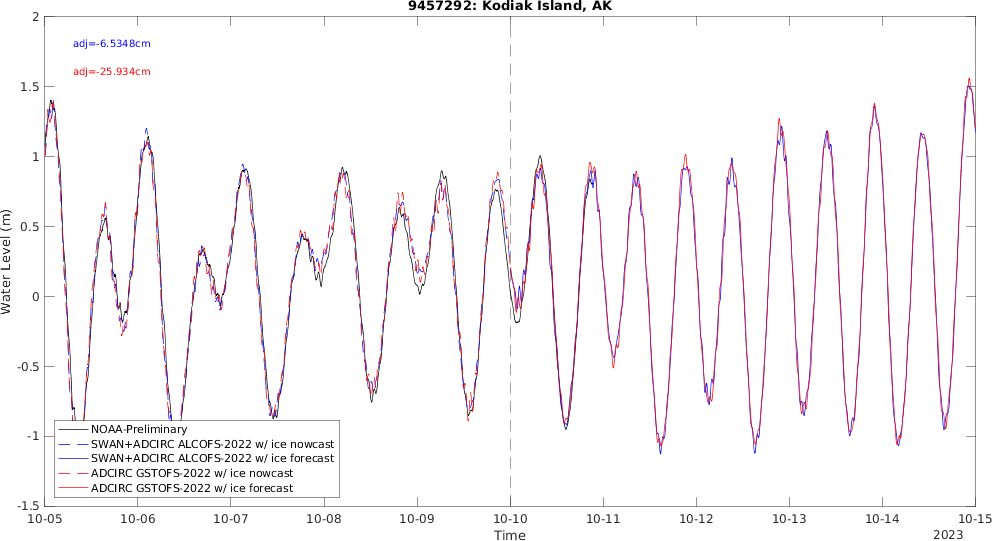 9457292: Kodiak Island, AK
adj=-6.5348cm
adj=-25.934cm
2
1.5
1
0.5
0
-0.5
-1
-1.5
Water Level (m)
NOAA-Preliminary
SWAN+ADCIRC ALCOFS-2022 w/ ice nowcast
SWAN+ADCIRC ALCOFS-2022 w/ ice forecast
ADCIRC GSTOFS-2022 w/ ice nowcast
ADCIRC GSTOFS-2022 w/ ice forecast
10-05 10-06 10-07 10-08 10-09 10-10 10-11 10-12 10-13 10-14 10-15
Time
2023